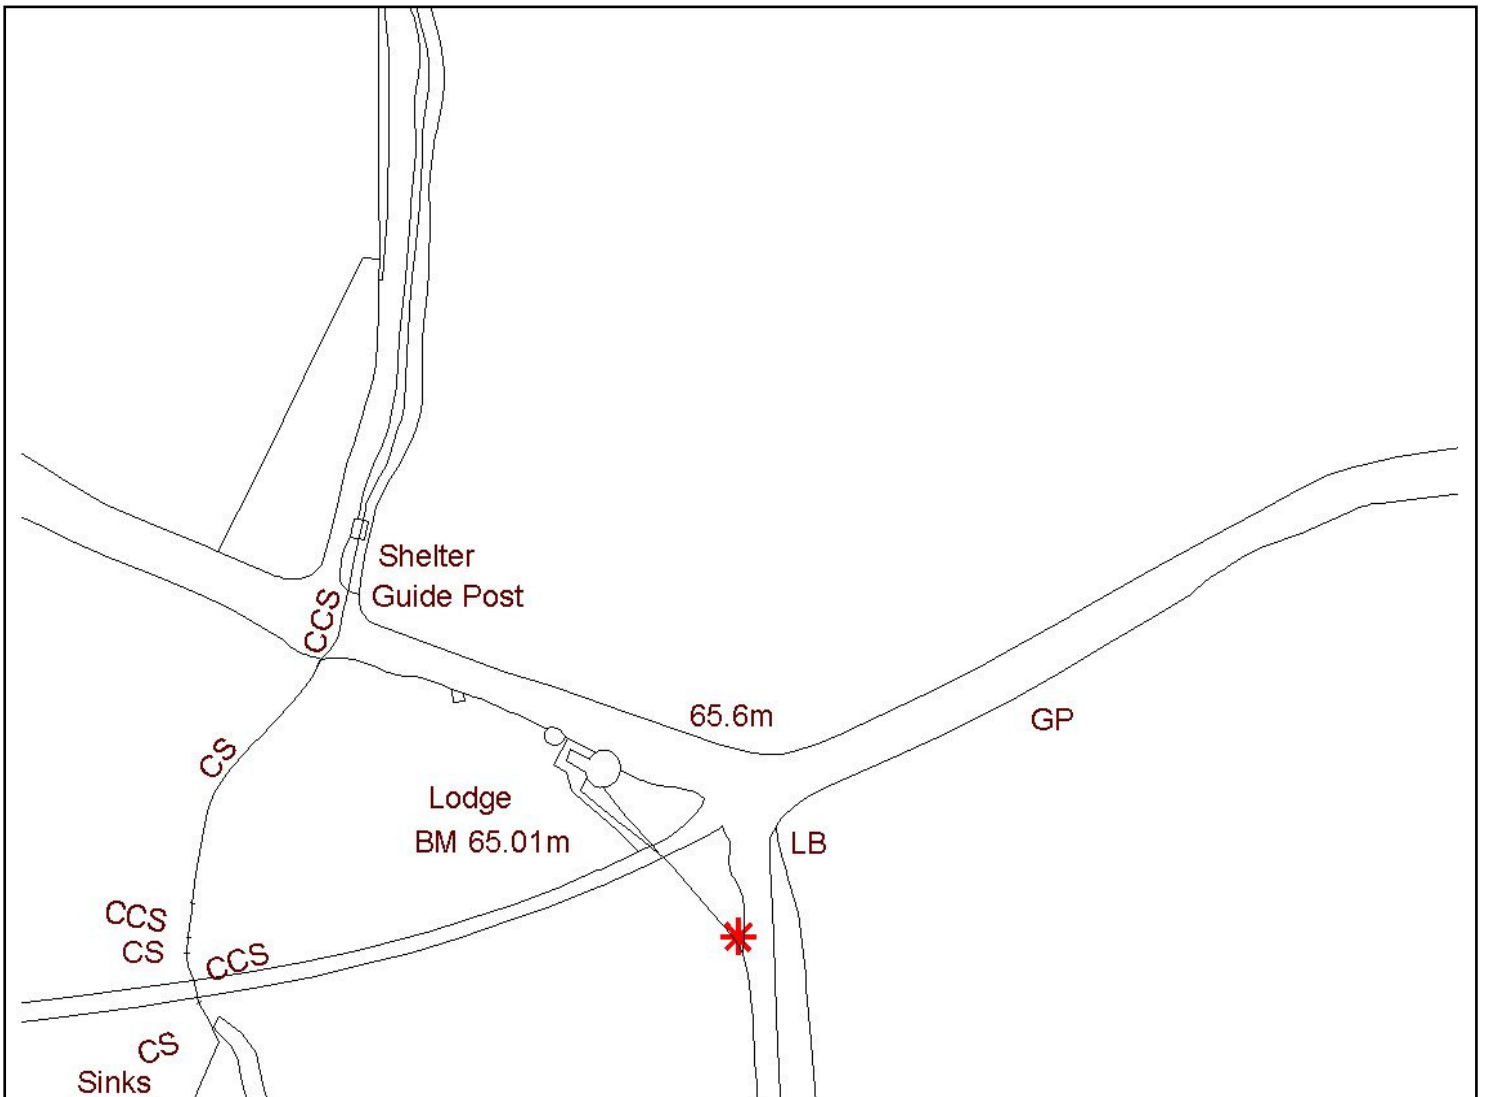 Shelter
Guide Post
CCS
65.6m
GP
CS
Lodge
BM 65.01m
LB
CCS
CS
CCS
CS
Sinks